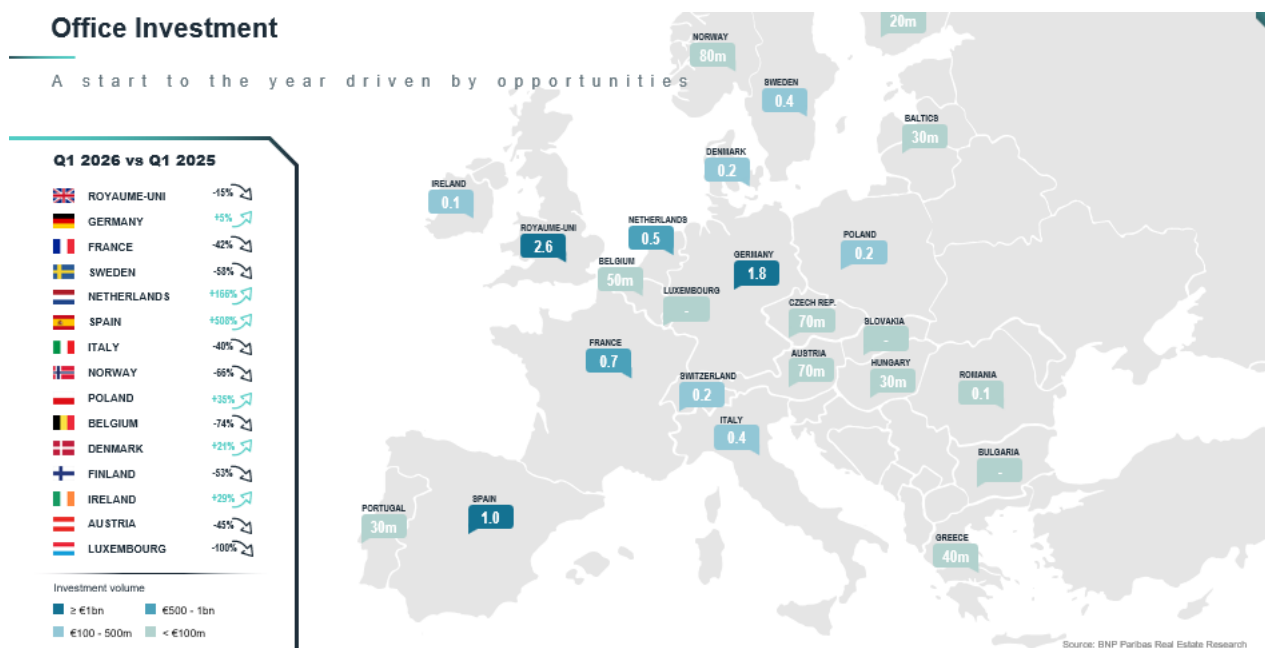 Office Investment
A start to the year driven by opportunities
Q1 2026 vs Q1 2025
ROYAUME-UNI -15%
GERMANY +5%
FRANCE -42%
SWEDEN -58%
NETHERLANDS +166%
SPAIN +508%
ITALY -40%
NORWAY -66%
POLAND +35%
BELGIUM -74%
DENMARK +21%
FINLAND -53%
IRELAND +29%
AUSTRIA -45%
LUXEMBOURG -100%
Investment volume
≥ €1bn
€500 - 1bn
€100 - 500m
< €100m
20m
NORWAY
80m
SWEDEN
0.4
BALTICS
30m
DENMARK
0.2
IRELAND
0.1
ROYAUME-UNI
2.6
NETHERLANDS
0.5
POLAND
0.2
BELGIUM
50m
GERMANY
1.8
LUXEMBOURG
-
CZECH REP.
70m
SLOVAKIA
-
FRANCE
0.7
AUSTRIA
70m
HUNGARY
30m
SWITZERLAND
0.2
ROMANIA
0.1
ITALY
0.4
BULGARIA
-
PORTUGAL
30m
SPAIN
1.0
GREECE
40m
Source: BNP Paribas Real Estate Research